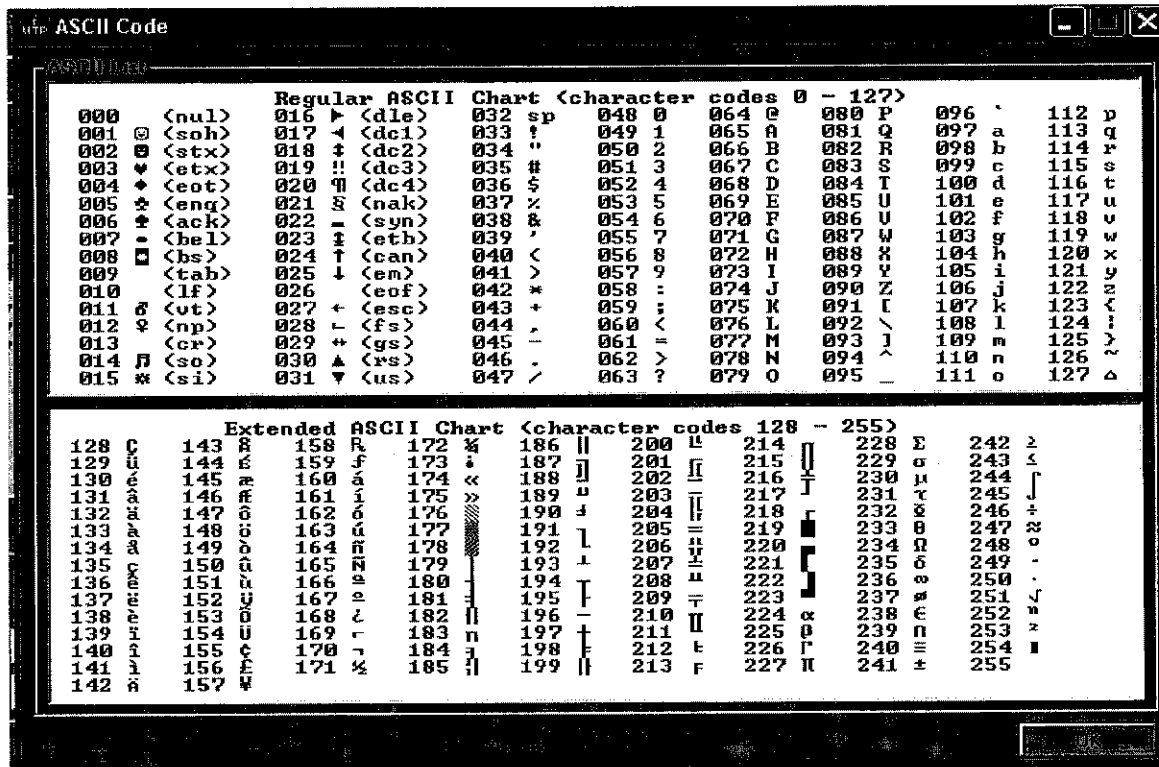 ASCII Code
ASCII List
Regular ASCII Chart (character codes 0 - 127)
000 (nul) 016 ► (dle) 032 sp 048 0 064 @ 080 P 096 ` 112 p
001 ☺ (soh) 017 ◄ (dc1) 033 ! 049 1 065 A 081 Q 097 a 113 q
002 ☻ (stx) 018 ↕ (dc2) 034 " 050 2 066 B 082 R 098 b 114 r
003 ♥ (etx) 019 ‼ (dc3) 035 # 051 3 067 C 083 S 099 c 115 s
004 ♦ (eot) 020 ¶ (dc4) 036 $ 052 4 068 D 084 T 100 d 116 t
005 ♣ (enq) 021 § (nak) 037 % 053 5 069 E 085 U 101 e 117 u
006 ♠ (ack) 022 ▬ (syn) 038 & 054 6 070 F 086 V 102 f 118 v
007 • (bel) 023 ↨ (etb) 039 ' 055 7 071 G 087 W 103 g 119 w
008 ◘ (bs) 024 ↑ (can) 040 ( 056 8 072 H 088 X 104 h 120 x
009 (tab) 025 ↓ (em) 041 ) 057 9 073 I 089 Y 105 i 121 y
010 (lf) 026 (eof) 042 * 058 : 074 J 090 Z 106 j 122 z
011 ♂ (vt) 027 ← (esc) 043 + 059 ; 075 K 091 [ 107 k 123 {
012 ♀ (np) 028 ∟ (fs) 044 , 060 < 076 L 092 \ 108 l 124 ¦
013 (cr) 029 ↔ (gs) 045 - 061 = 077 M 093 ] 109 m 125 }
014 ♫ (so) 030 ▲ (rs) 046 . 062 > 078 N 094 ^ 110 n 126 ~
015 ☼ (si) 031 ▼ (us) 047 / 063 ? 079 O 095 _ 111 o 127 ⌂
Extended ASCII Chart (character codes 128 - 255)
128 Ç 143 Å 158 ₧ 172 ¼ 186 ║ 200 ╚ 214 ╓ 228 Σ 242 ≥
129 ü 144 É 159 ƒ 173 ¡ 187 ╗ 201 ╔ 215 ╫ 229 σ 243 ≤
130 é 145 æ 160 á 174 « 188 ╝ 202 ╩ 216 ╪ 230 µ 244 ⌠
131 â 146 Æ 161 í 175 » 189 ╜ 203 ╦ 217 ┘ 231 τ 245 ⌡
132 ä 147 ô 162 ó 176 ░ 190 ╛ 204 ╠ 218 ┌ 232 Φ 246 ÷
133 à 148 ö 163 ú 177 ▒ 191 ┐ 205 ═ 219 █ 233 Θ 247 ≈
134 å 149 ò 164 ñ 178 ▓ 192 └ 206 ╬ 220 ▄ 234 Ω 248 °
135 ç 150 û 165 Ñ 179 │ 193 ┴ 207 ╧ 221 ▌ 235 δ 249 ∙
136 ê 151 ù 166 ª 180 ┤ 194 ┬ 208 ╨ 222 ▐ 236 ∞ 250 ·
137 ë 152 ÿ 167 º 181 ╡ 195 ├ 209 ╤ 223 ▀ 237 ø 251 √
138 è 153 Ö 168 ¿ 182 ╢ 196 ─ 210 ╥ 224 α 238 ∈ 252 ⁿ
139 ï 154 Ü 169 ⌐ 183 ╖ 197 ┼ 211 ╙ 225 β 239 ∩ 253 ²
140 î 155 ¢ 170 ¬ 184 ╕ 198 ╞ 212 ╘ 226 Γ 240 ≡ 254 ■
141 ì 156 £ 171 ½ 185 ╣ 199 ╟ 213 ╒ 227 π 241 ± 255
142 Ä 157 ¥
OK